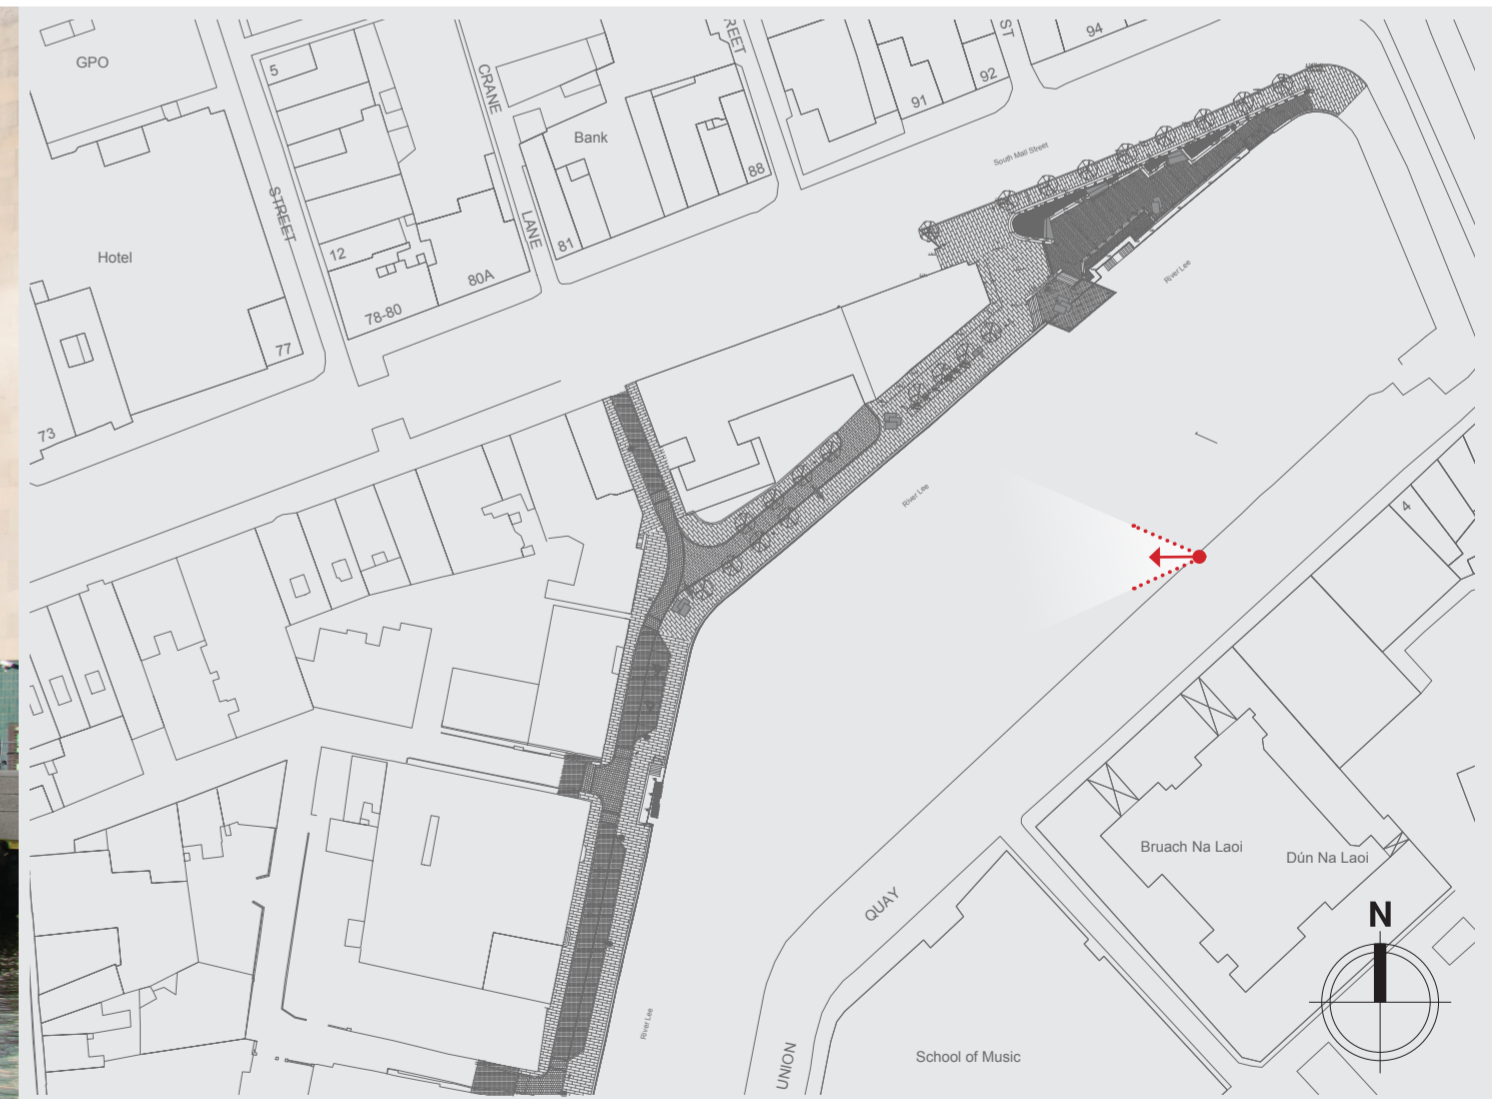 GPO
5
CRANE
REET
ST
94
92
91
Bank
88
South Mall Street
STREET
LANE
Hotel
12
81
80A
78-80
77
73
River Lee
River Lee
4
Bruach Na Laoi
Dún Na Laoi
QUAY
N
River Lee
UNION
School of Music